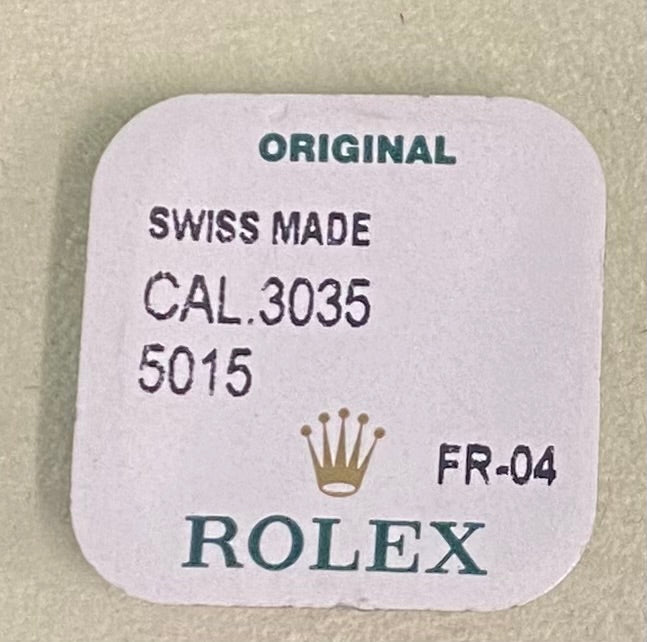 ORIGINAL
SWISS MADE
CAL.3035
5015
FR-04
ROLEX